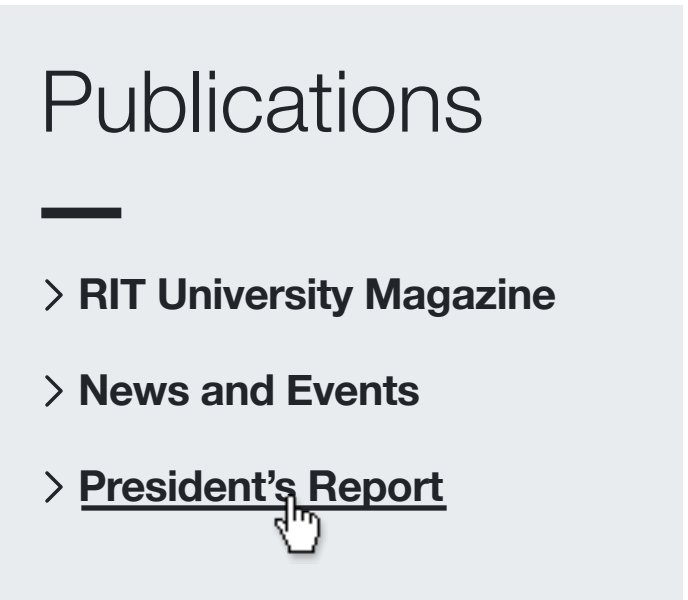 Publications
RIT University Magazine
News and Events
President’s Report